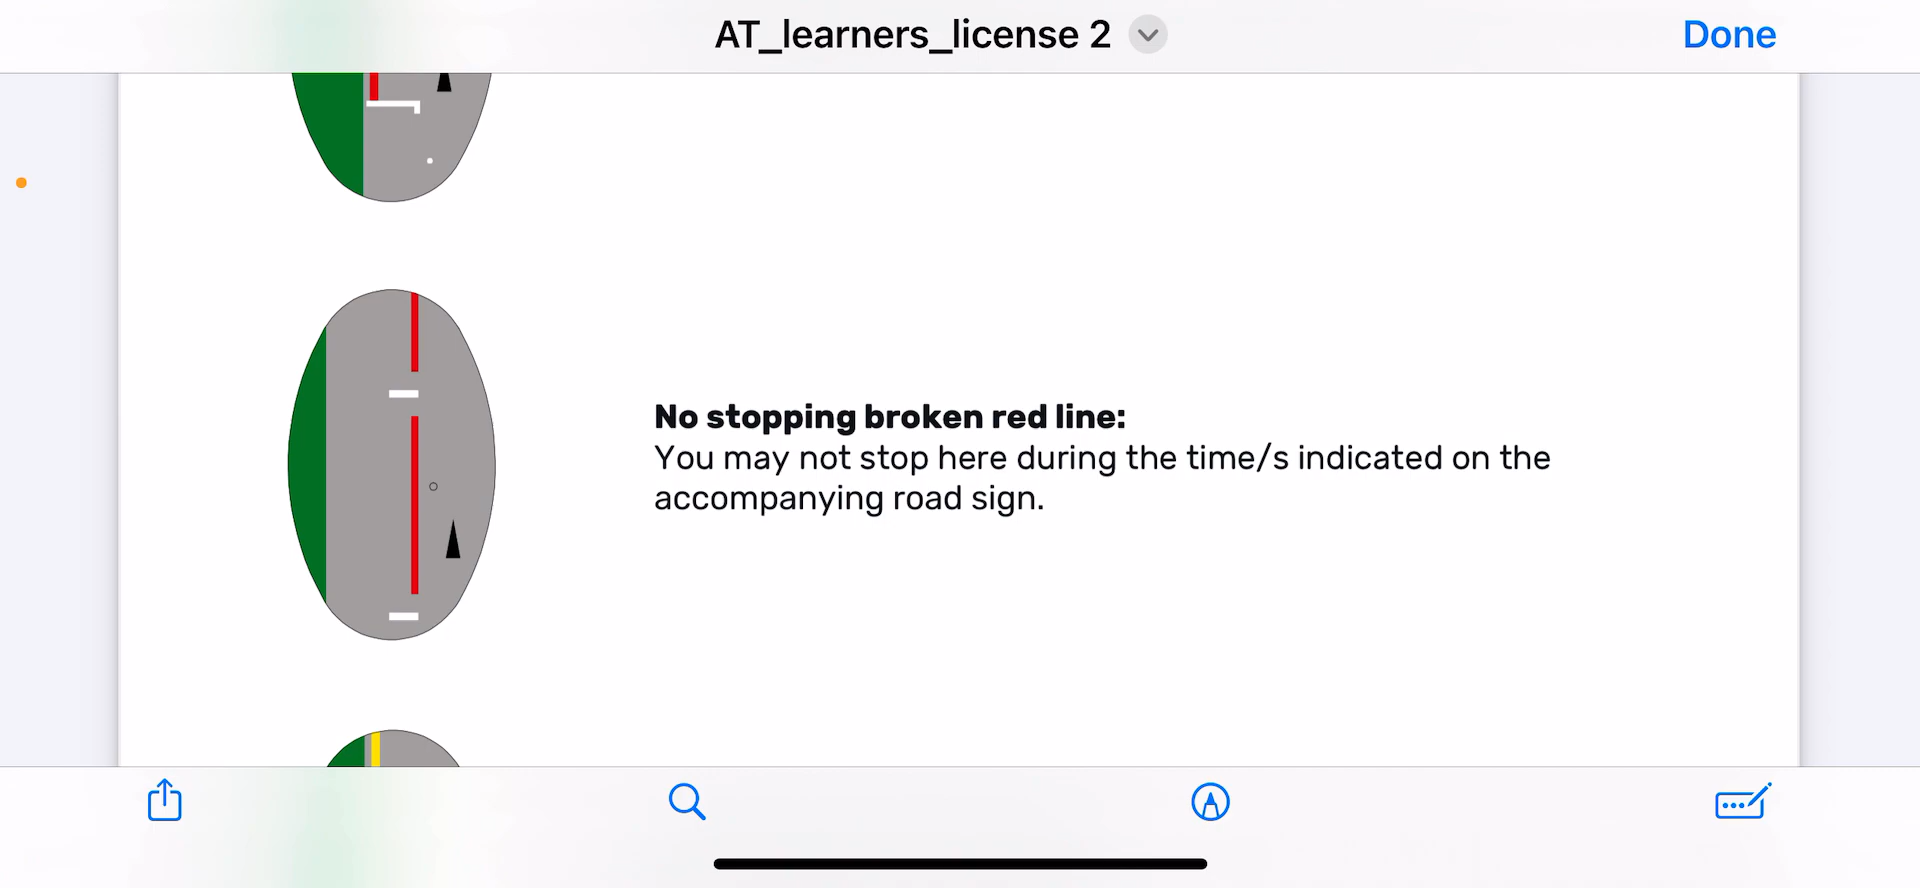 AT_learners_license 2
Done
No stopping broken red line:
You may not stop here during the time/s indicated on the
accompanying road sign.